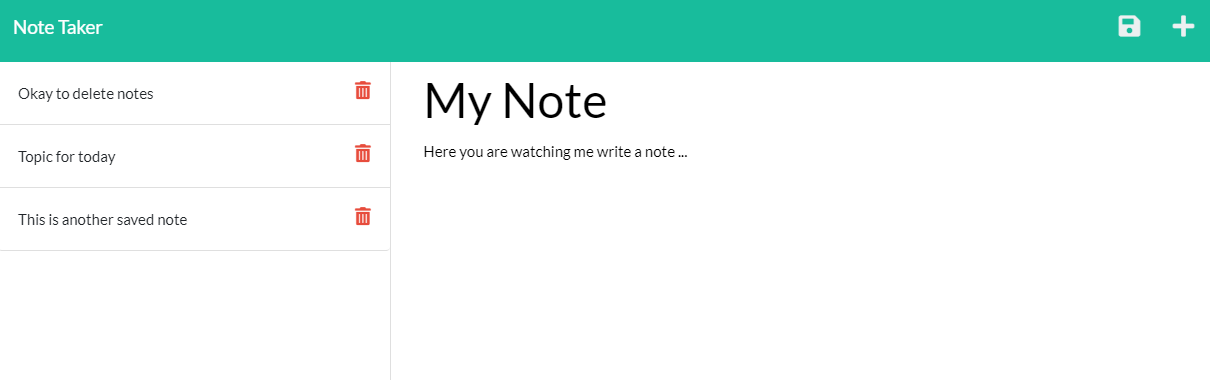 Note Taker
Okay to delete notes
Topic for today
This is another saved note
My Note
Here you are watching me write a note ...